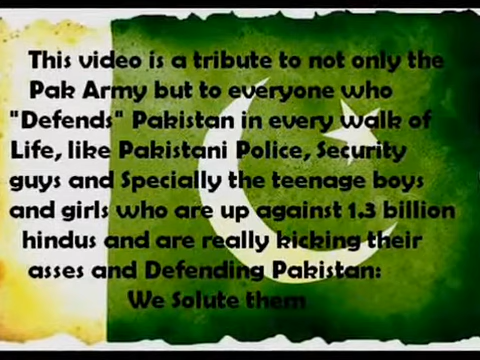 This video is a tribute to not only the
Pak Army but to everyone who
"Defends" Pakistan in every walk of
Life, like Pakistani Police, Security
guys and Specially the teenage boys
and girls who are up against 1.3 billion
hindus and are really kicking their
asses and Defending Pakistan:
We Solute them